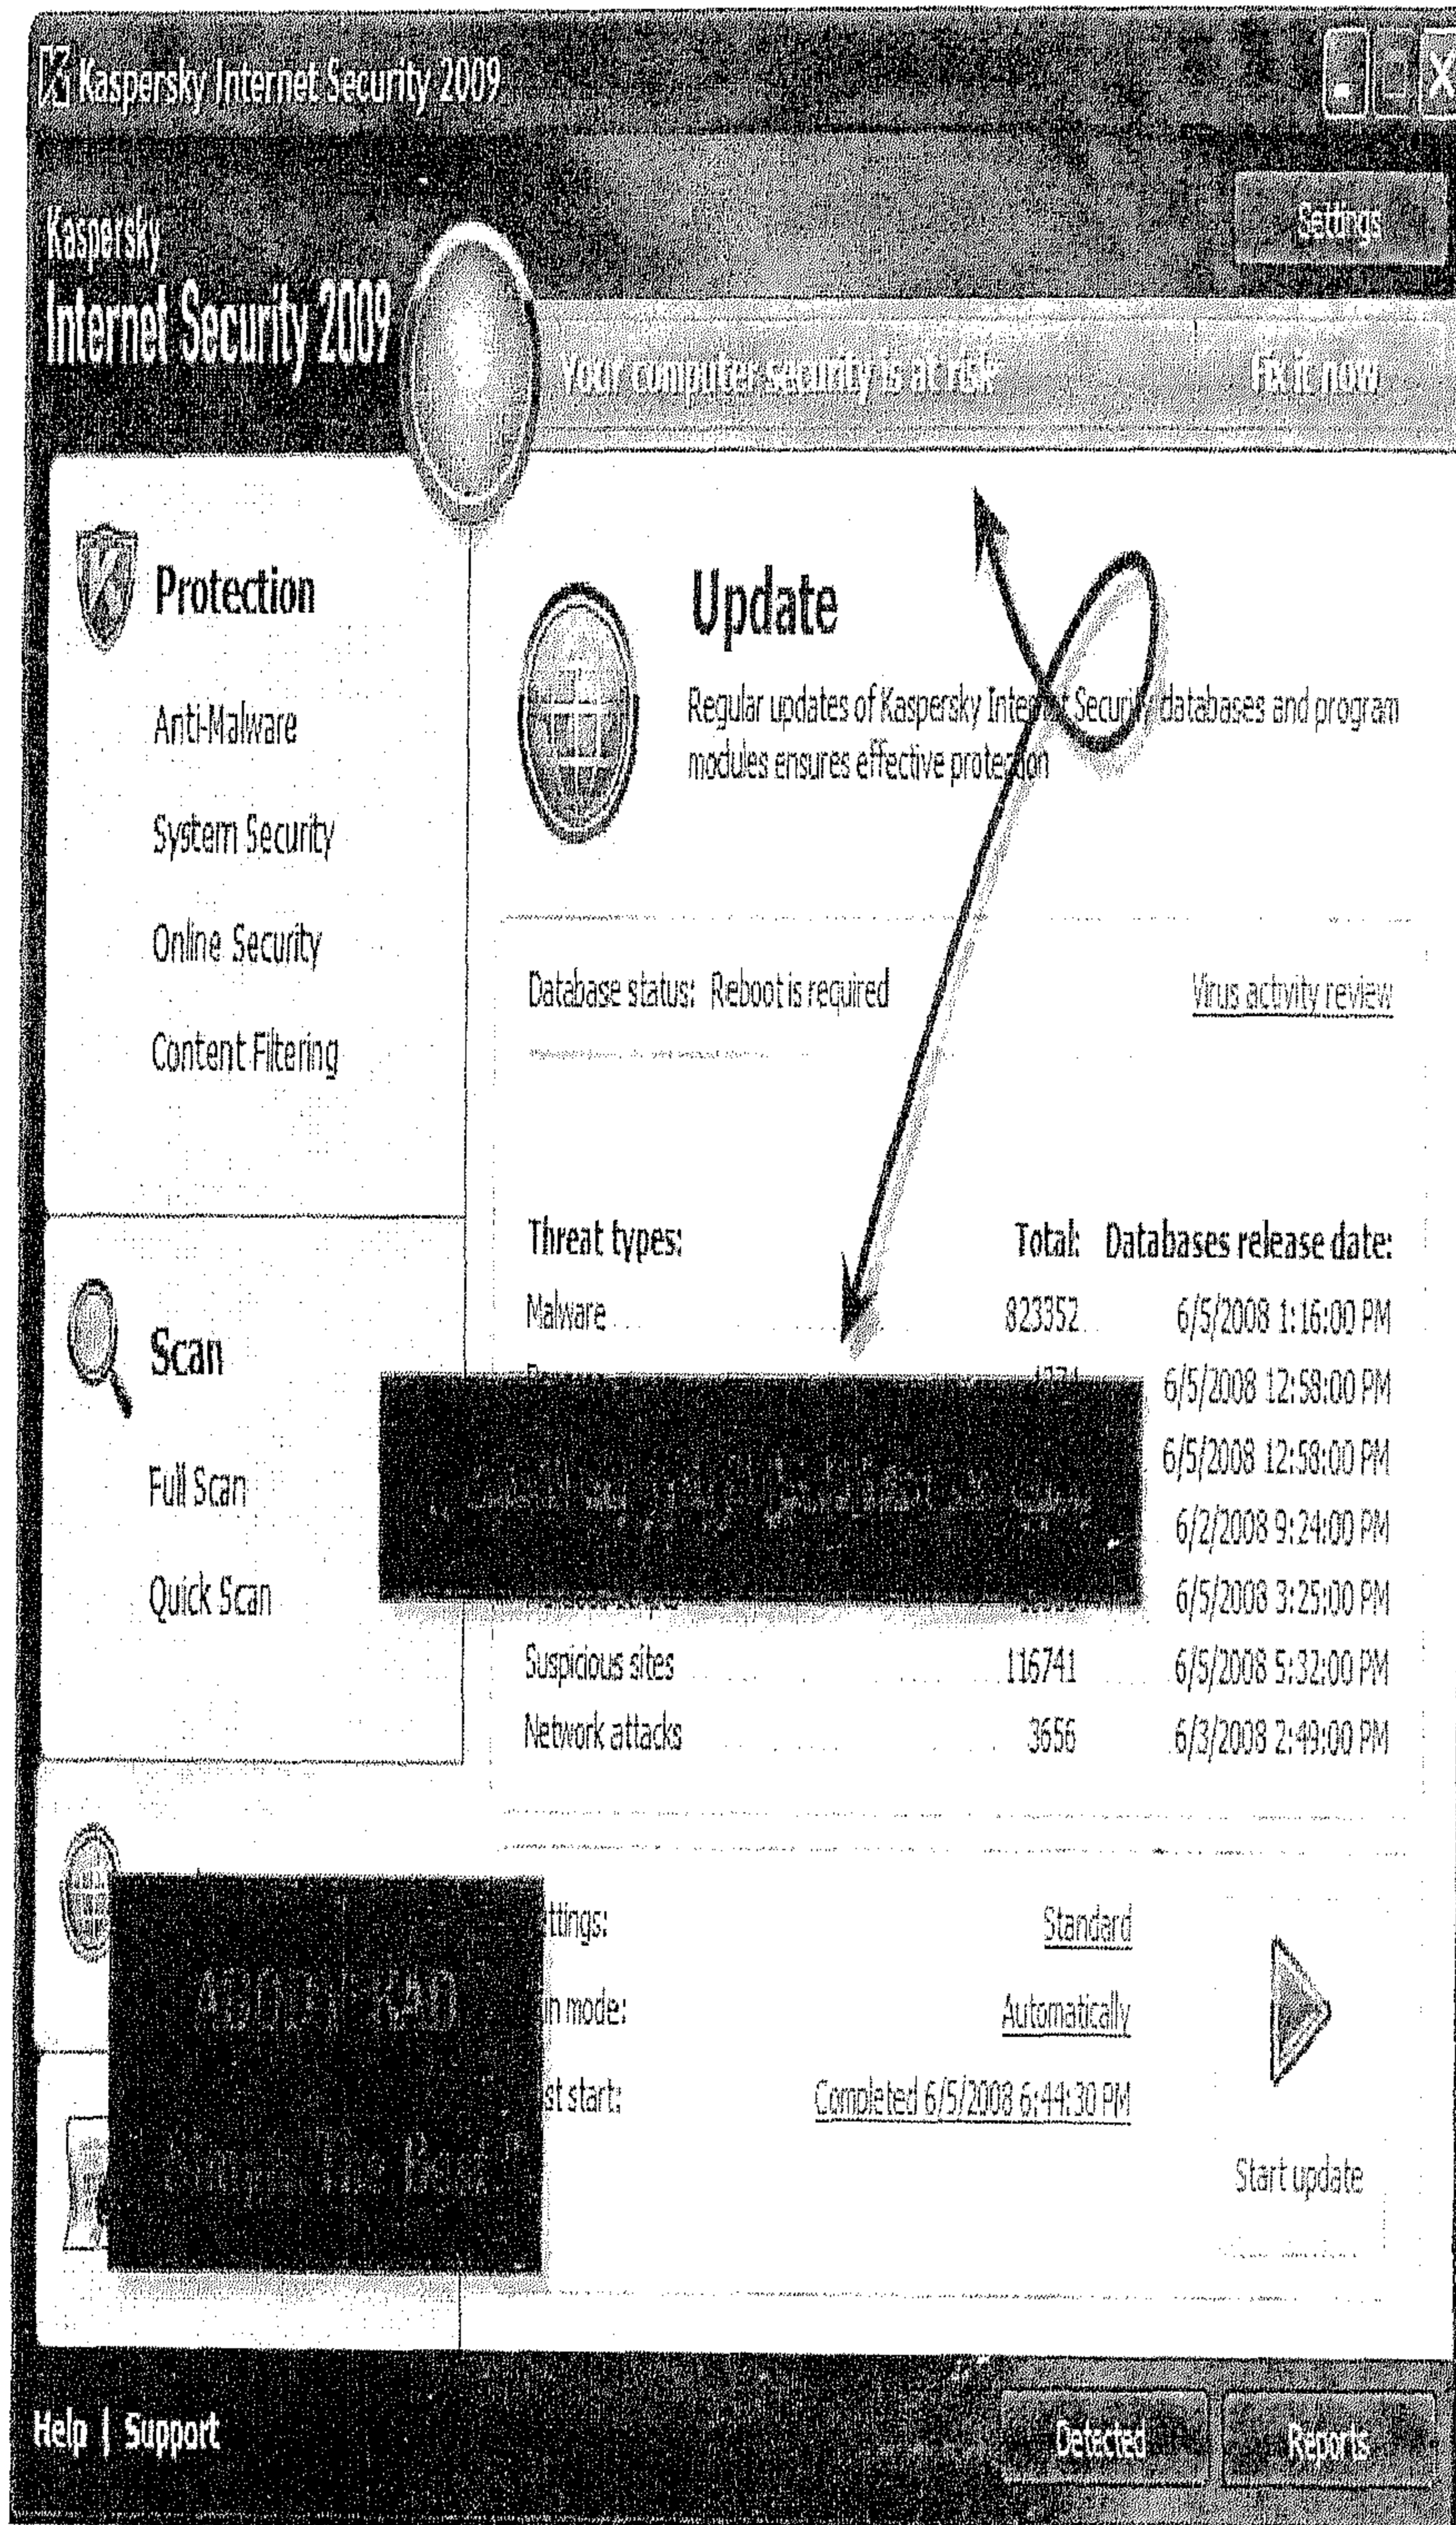 Kaspersky Internet Security 2009
Settings
Kaspersky
Internet Security 2009
Your computer security is at risk
Fix it now
Protection
Anti-Malware
System Security
Online Security
Content Filtering
Update
Regular updates of Kaspersky Internet Security databases and program
modules ensures effective protection
Database status: Reboot is required
Virus activity review
Threat types: Total: Databases release date:
Malware 823352 6/5/2008 1:16:00 PM
6/5/2008 12:58:00 PM
6/5/2008 12:58:00 PM
6/2/2008 9:24:00 PM
6/5/2008 3:25:00 PM
Suspicious sites 116741 6/5/2008 5:32:00 PM
Network attacks 3656 6/3/2008 2:49:00 PM
Scan
Full Scan
Quick Scan
ttings: Standard
n mode: Automatically
st start: Completed 6/5/2008 6:44:30 PM
Start update
Help | Support
Detected
Reports